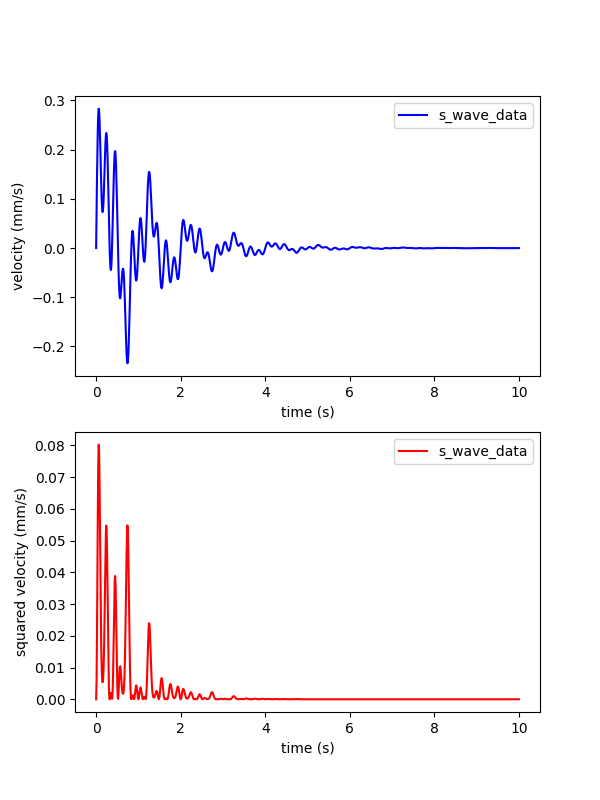 0.3
0.2
0.1
0.0
−0.1
−0.2
velocity (mm/s)
s_wave_data
0 2 4 6 8 10
time (s)
0.08
0.07
0.06
0.05
0.04
0.03
0.02
0.01
0.00
squared velocity (mm/s)
s_wave_data
0 2 4 6 8 10
time (s)